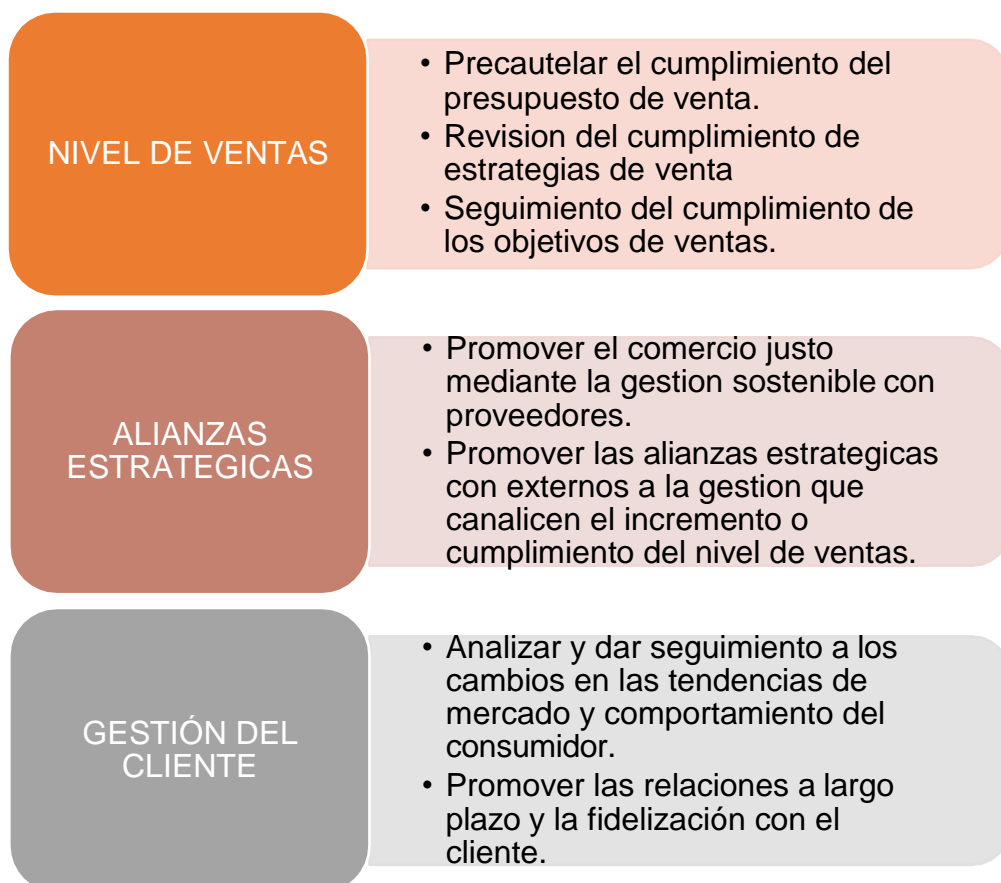 NIVEL DE VENTAS
• Precautelar el cumplimiento del
presupuesto de venta.
• Revision del cumplimiento de
estrategias de venta
• Seguimiento del cumplimiento de
los objetivos de ventas.
ALIANZAS
ESTRATEGICAS
• Promover el comercio justo
mediante la gestion sostenible con
proveedores.
• Promover las alianzas estrategicas
con externos a la gestion que
canalicen el incremento o
cumplimiento del nivel de ventas.
GESTIÓN DEL
CLIENTE
• Analizar y dar seguimiento a los
cambios en las tendencias de
mercado y comportamiento del
consumidor.
• Promover las relaciones a largo
plazo y la fidelización con el
cliente.